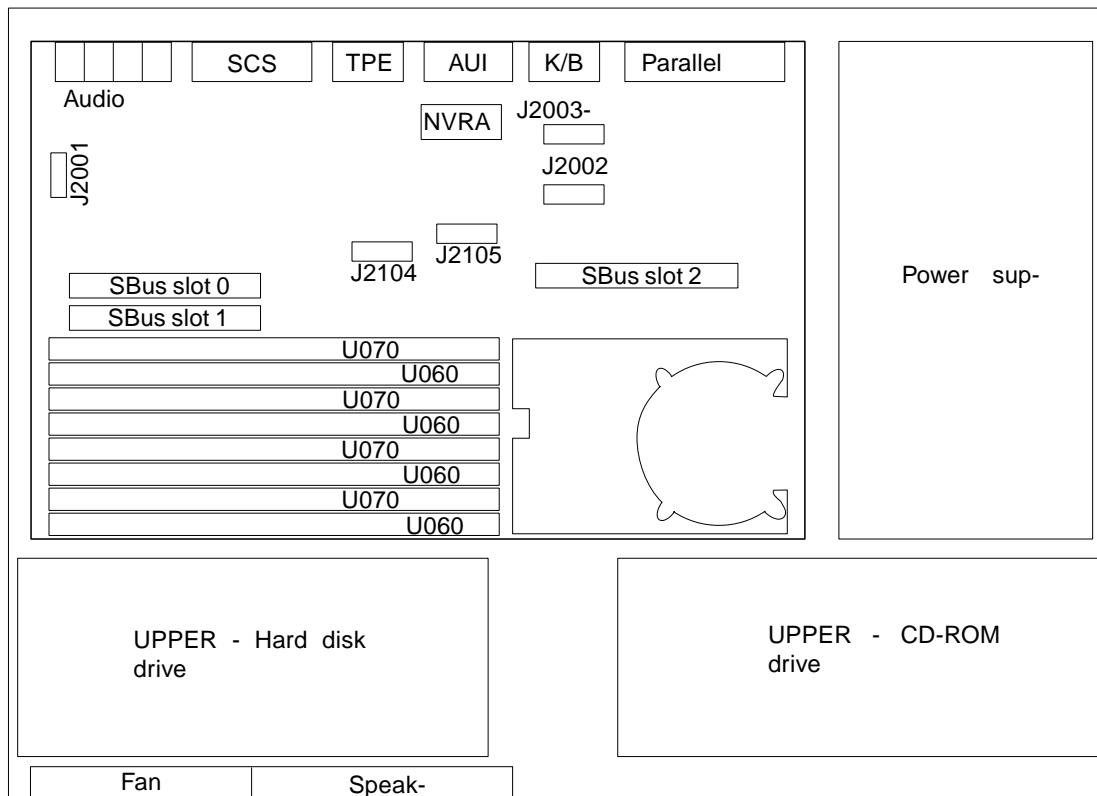 SCS TPE AUI K/B Parallel
Audio
NVRA
J2003-
J2001
J2002
J2104
J2105
SBus slot 0
SBus slot 1
SBus slot 2
Power sup-
U070
U060
U070
U060
U070
U060
U070
U060
UPPER - Hard disk
drive
UPPER - CD-ROM
drive
Fan
Speak-